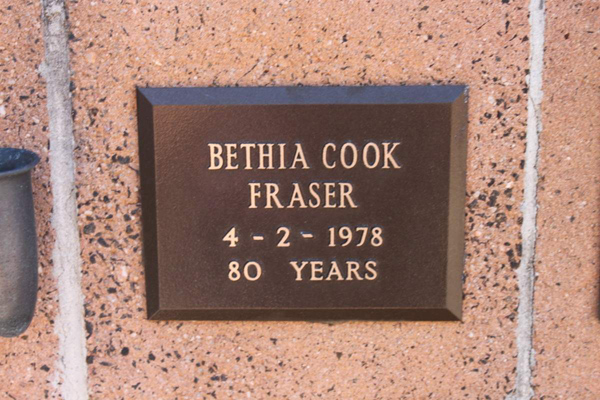 BETHIA COOK
FRASER
4 - 2 - 1978
80 YEARS